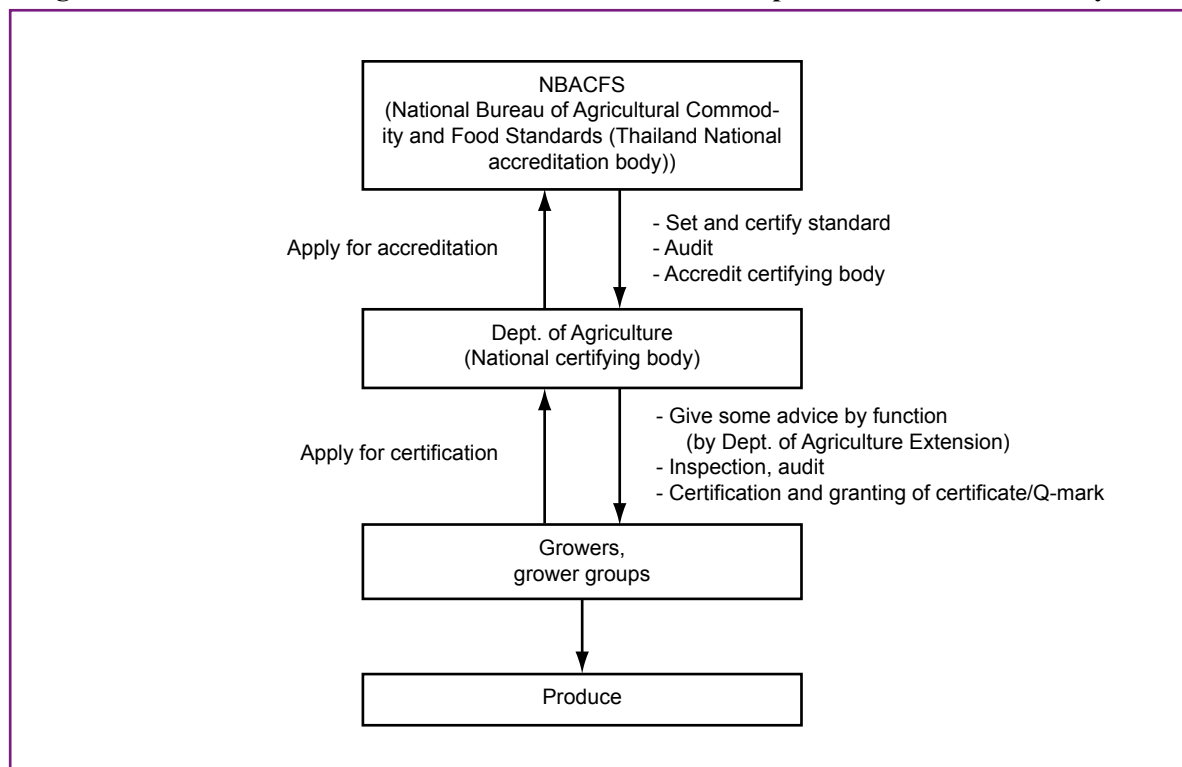 NBACFS
(National Bureau of Agricultural Commod-
ity and Food Standards (Thailand National
accreditation body))
Apply for accreditation
- Set and certify standard
- Audit
- Accredit certifying body
Dept. of Agriculture
(National certifying body)
Apply for certification
- Give some advice by function
(by Dept. of Agriculture Extension)
- Inspection, audit
- Certification and granting of certificate/Q-mark
Growers,
grower groups
Produce